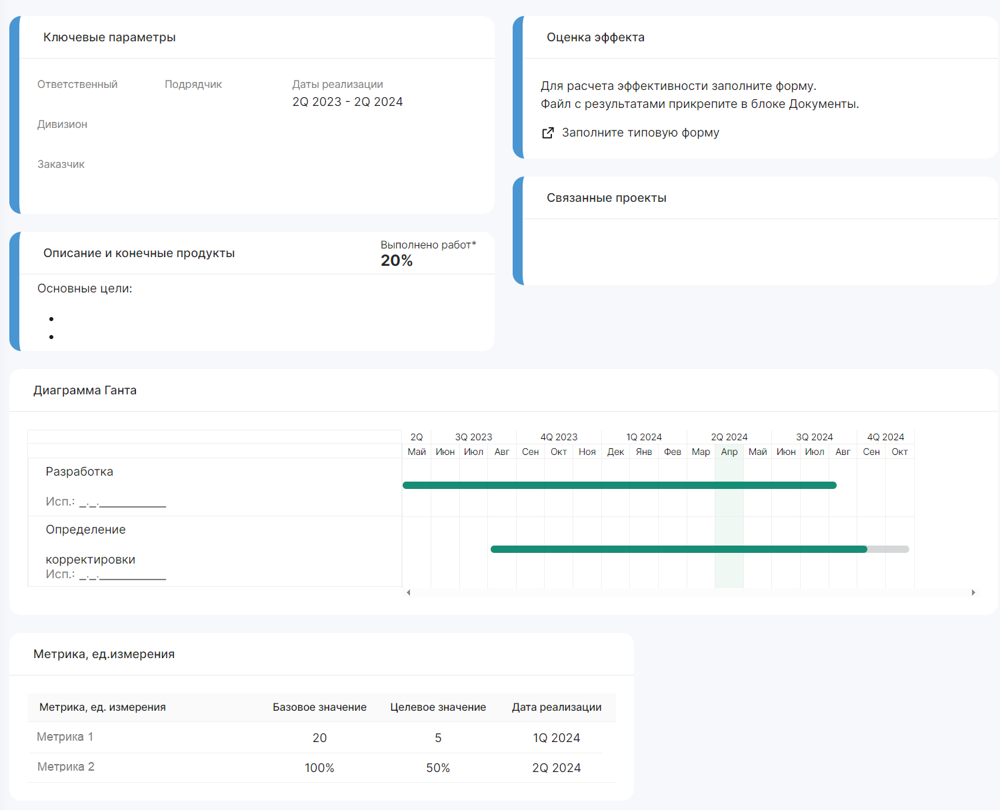 Ключевые параметры
Ответственный
Подрядчик
Даты реализации
2Q 2023 - 2Q 2024
Дивизион
Заказчик
Оценка эффекта
Для расчета эффективности заполните форму.
Файл с результатами прикрепите в блоке Документы.
Заполните типовую форму
Связанные проекты
Описание и конечные продукты
Выполнено работ*
20%
Основные цели:
Диаграмма Ганта
2Q 3Q 2023 4Q 2023 1Q 2024 2Q 2024 3Q 2024 4Q 2024
Май Июн Июл Авг Сен Окт Ноя Дек Янв Фев Мар Апр Май Июн Июл Авг Сен Окт
Разработка
Исп.: _._.__________
Определение
корректировки
Исп.: _._.__________
Метрика, ед.измерения
Метрика, ед. измерения Базовое значение Целевое значение Дата реализации
Метрика 1 20 5 1Q 2024
Метрика 2 100% 50% 2Q 2024